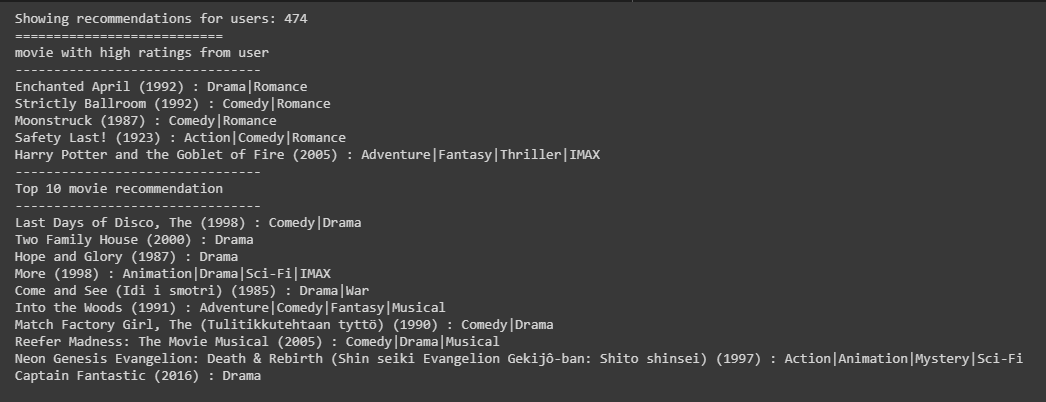 Showing recommendations for users: 474
===========================
movie with high ratings from user
--------------------------------
Enchanted April (1992) : Drama|Romance
Strictly Ballroom (1992) : Comedy|Romance
Moonstruck (1987) : Comedy|Romance
Safety Last! (1923) : Action|Comedy|Romance
Harry Potter and the Goblet of Fire (2005) : Adventure|Fantasy|Thriller|IMAX
--------------------------------
Top 10 movie recommendation
--------------------------------
Last Days of Disco, The (1998) : Comedy|Drama
Two Family House (2000) : Drama
Hope and Glory (1987) : Drama
More (1998) : Animation|Drama|Sci-Fi|IMAX
Come and See (Idi i smotri) (1985) : Drama|War
Into the Woods (1991) : Adventure|Comedy|Fantasy|Musical
Match Factory Girl, The (Tulitikkutehtaan tyttö) (1990) : Comedy|Drama
Reefer Madness: The Movie Musical (2005) : Comedy|Drama|Musical
Neon Genesis Evangelion: Death & Rebirth (Shin seiki Evangelion Gekijô-ban: Shito shinsei) (1997) : Action|Animation|Mystery|Sci-Fi
Captain Fantastic (2016) : Drama